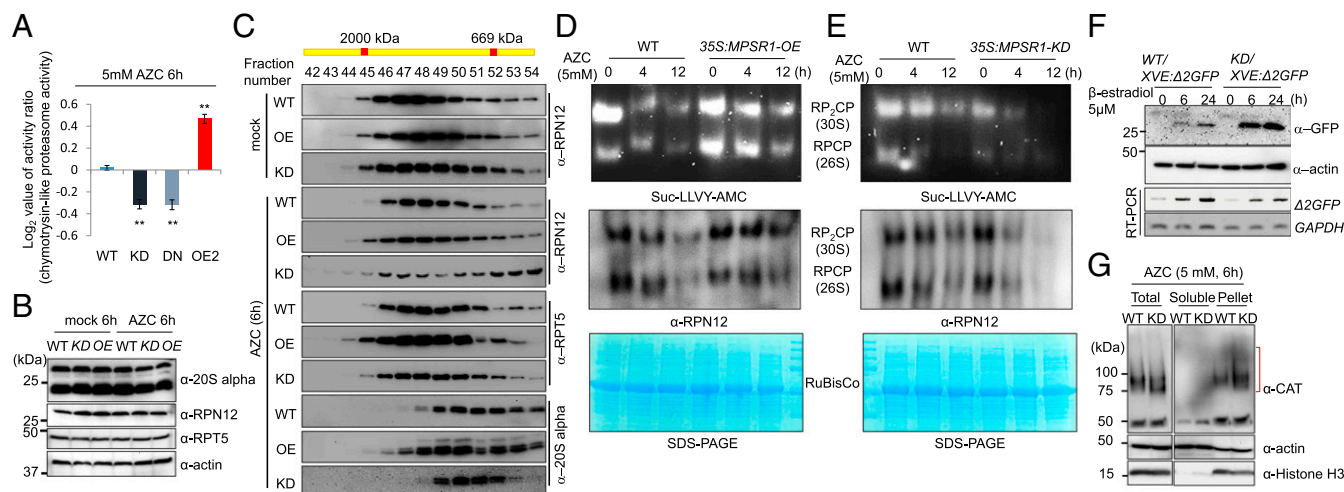 A
5mM AZC 6h
Log2 value of activity ratio
(chymotrysin-like proteasome activity)
0.6
0.4
0.2
0
-0.2
-0.4
-0.6
**
**
**
WT KD DN OE2
B
mock 6h AZC 6h
WT KD OE WT KD OE
(kDa)
25
25
50
37
α-20S alpha
α-RPN12
α-RPT5
α-actin
C
2000 kDa 669 kDa
Fraction
number
42 43 44 45 46 47 48 49 50 51 52 53 54
mock
WT
OE
KD
α–RPN12
AZC (6h)
WT
OE
KD
α–RPN12
WT
OE
KD
α–RPT5
WT
OE
KD
α–20S alpha
D
AZC
(5mM)
WT 35S:MPSR1-OE
0 4 12 0 4 12 (h)
Suc-LLVY-AMC
α-RPN12
SDS-PAGE
RP2CP
(30S)
RPCP
(26S)
RP2CP
(30S)
RPCP
(26S)
RuBisCo
E
AZC
(5mM)
WT 35S:MPSR1-KD
0 4 12 0 4 12 (h)
Suc-LLVY-AMC
α-RPN12
SDS-PAGE
F
WT/
XVE:Δ2GFP
KD/
XVE:Δ2GFP
β-estradiol
5μM
0 6 24 0 6 24 (h)
25
50
α–GFP
α–actin
RT-PCR
Δ2GFP
GAPDH
G
AZC (5 mM, 6h)
Total Soluble Pellet
WT KD WT KD WT KD
(kDa)
100
75
50
50
15
α-CAT
α-actin
α-Histone H3